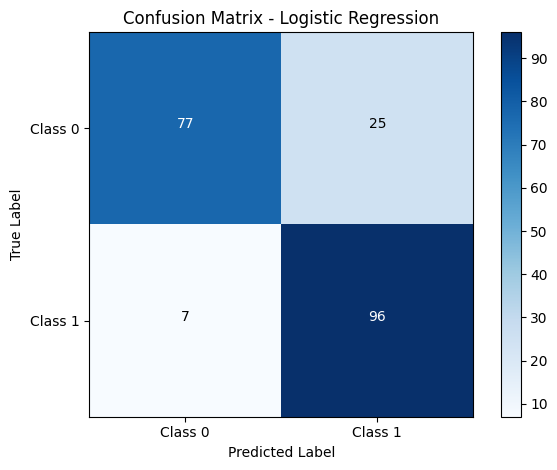 Confusion Matrix - Logistic Regression
Class 0
77
25
Class 1
7
96
True Label
Class 0
Class 1
Predicted Label
90
80
70
60
50
40
30
20
10